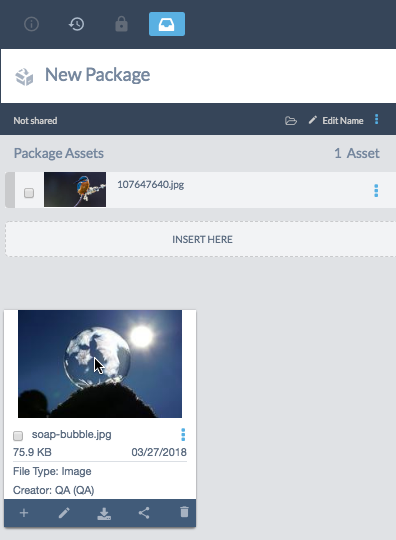 New Package
Not shared
Edit Name
Package Assets
1 Asset
107647640.jpg
INSERT HERE
soap-bubble.jpg
75.9 KB
03/27/2018
File Type: Image
Creator: QA (QA)